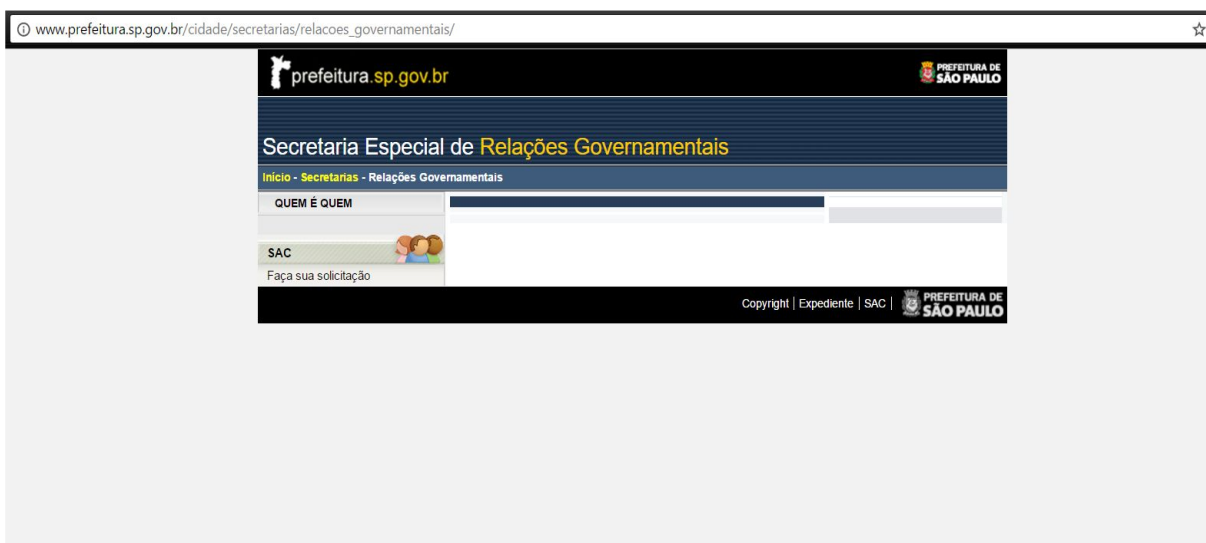 www.prefeitura.sp.gov.br/cidade/secretarias/relacoes_governamentais/
prefeitura.sp.gov.br
PREFEITURA DE
SÃO PAULO
Secretaria Especial de Relações Governamentais
Início - Secretarias - Relações Governamentais
QUEM É QUEM
SAC
Faça sua solicitação
Copyright | Expediente | SAC |
PREFEITURA DE
SÃO PAULO